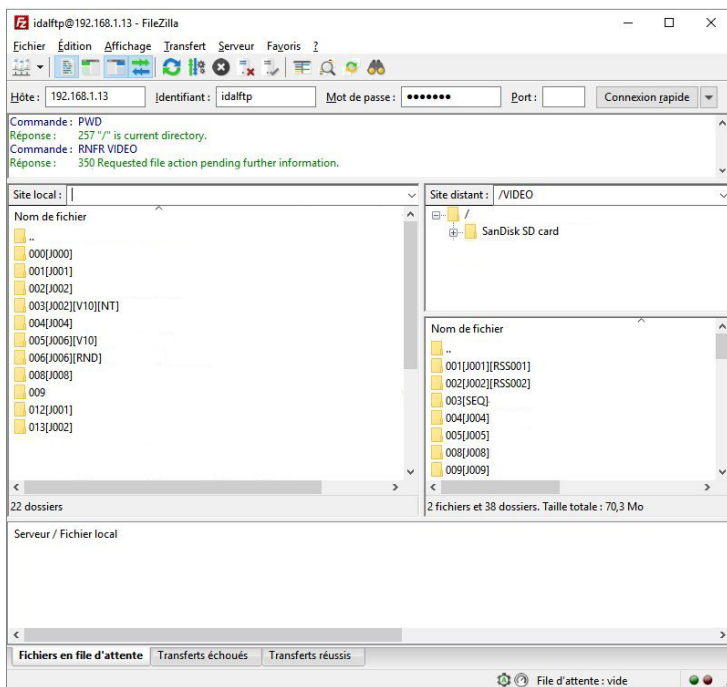 idalftp@192.168.1.13 - FileZilla
Fichier Édition Affichage Transfert Serveur Favoris ?
Hôte : 192.168.1.13 Identifiant : idalftp Mot de passe : ●●●●●●● Port : Connexion rapide
Commande : PWD
Réponse : 257 "/" is current directory.
Commande : RNFR VIDEO
Réponse : 350 Requested file action pending further information.
Site local :
Nom de fichier
..
000[J000]
001[J001]
002[J002]
003[J002][V10][NT]
004[J004]
005[J006][V10]
006[J006][RND]
008[J008]
009
012[J001]
013[J002]
22 dossiers
Site distant : /VIDEO
/
SanDisk SD card
Nom de fichier
..
001[J001][RSS001]
002[J002][RSS002]
003[SEQ]
004[J004]
005[J005]
008[J008]
009[J009]
2 fichiers et 38 dossiers. Taille totale : 70,3 Mo
Serveur / Fichier local
Fichiers en file d'attente Transferts échoués Transferts réussis
File d'attente : vide